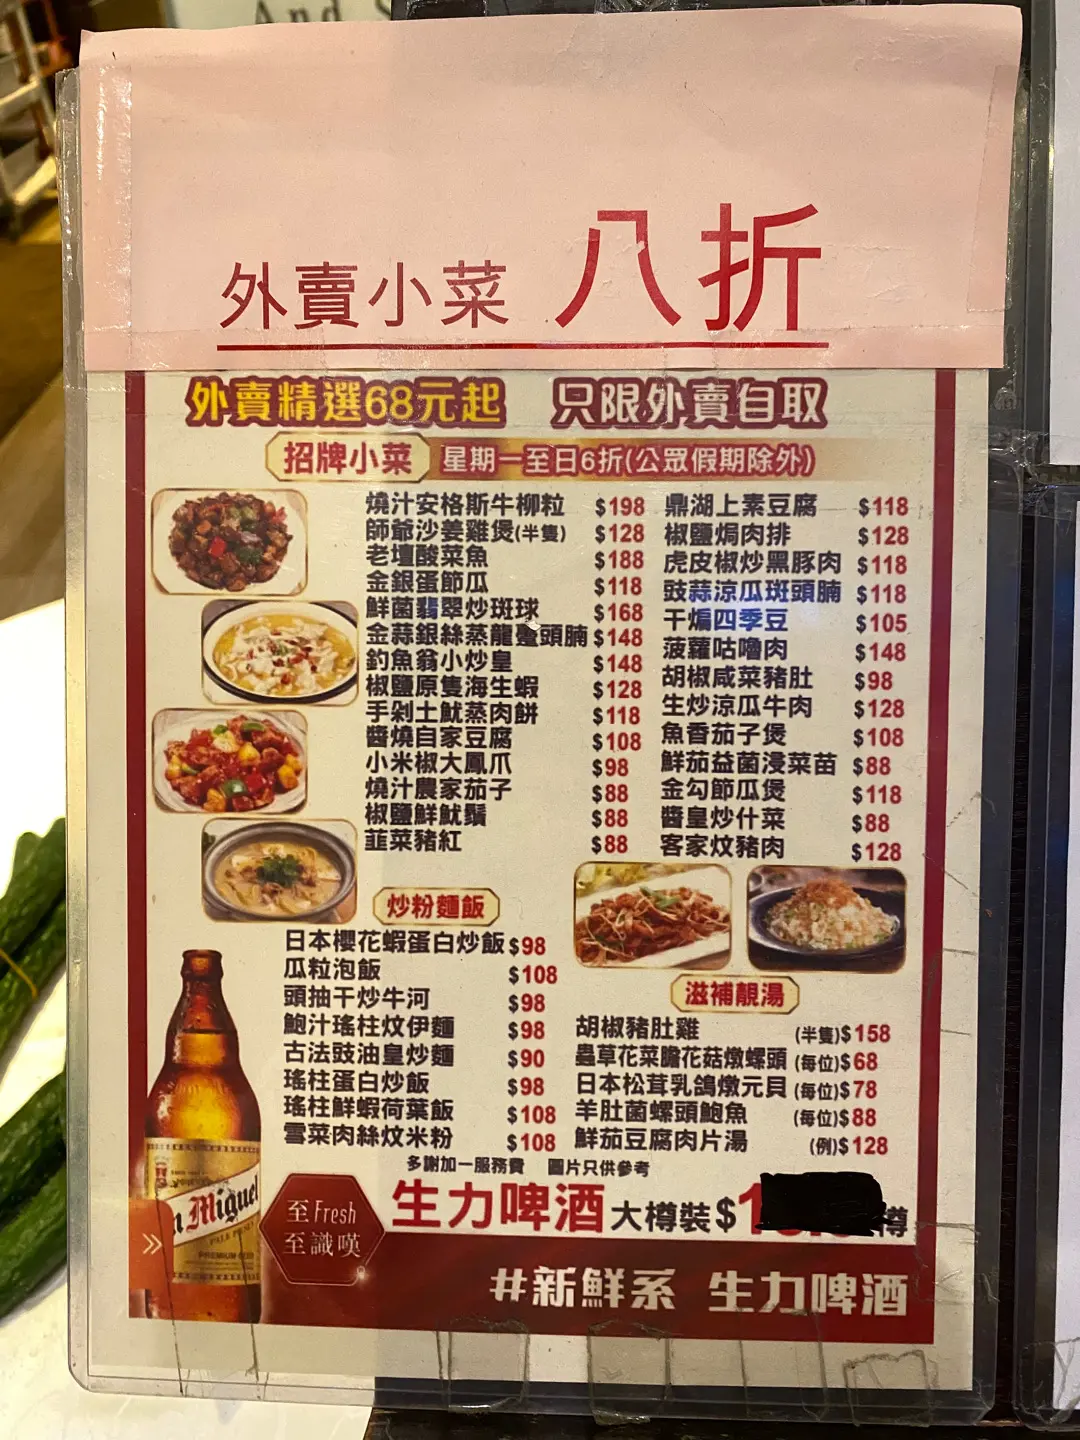 And S
外賣小菜 八折
外賣精選68元起 只限外賣自取
招牌小菜 星期一至日6折(公眾假期除外)
燒汁安格斯牛柳粒 $198
師爺沙姜雞煲(半隻) $128
老壇酸菜魚 $188
金銀蛋節瓜 $118
鮮菌翡翠炒斑球 $168
金蒜銀絲蒸龍躉頭腩 $148
釣魚翁小炒皇 $148
椒鹽原隻海生蝦 $128
手剁土魷蒸肉餅 $118
醬燒自家豆腐 $108
小米椒大鳳爪 $98
燒汁農家茄子 $88
椒鹽鮮魷鬚 $88
韮菜豬紅 $88
鼎湖上素豆腐 $118
椒鹽焗肉排 $128
虎皮椒炒黑豚肉 $118
豉蒜涼瓜斑頭腩 $118
干煸四季豆 $105
菠蘿咕嚕肉 $148
胡椒咸菜豬肚 $98
生炒涼瓜牛肉 $128
魚香茄子煲 $108
鮮茄益菌浸菜苗 $88
金勾節瓜煲 $118
醬皇炒什菜 $88
客家炆豬肉 $128
炒粉麵飯
日本櫻花蝦蛋白炒飯 $98
瓜粒泡飯 $108
頭抽干炒牛河 $98
鮑汁瑤柱炆伊麵 $98
古法豉油皇炒麵 $90
瑤柱蛋白炒飯 $98
瑤柱鮮蝦荷葉飯 $108
雪菜肉絲炆米粉 $108
滋補靚湯
胡椒豬肚雞 (半隻)$158
蟲草花菜膽花菇燉螺頭 (每位)$68
日本松茸乳鴿燉元貝 (每位)$78
羊肚菌螺頭鮑魚 (每位)$88
鮮茄豆腐肉片湯 (例)$128
多謝加一服務費 圖片只供參考
生力啤酒 大樽裝$1 樽
至Fresh
至識嘆
n Miguel
PALE PILSEN
PREMIUM
#新鮮系 生力啤酒